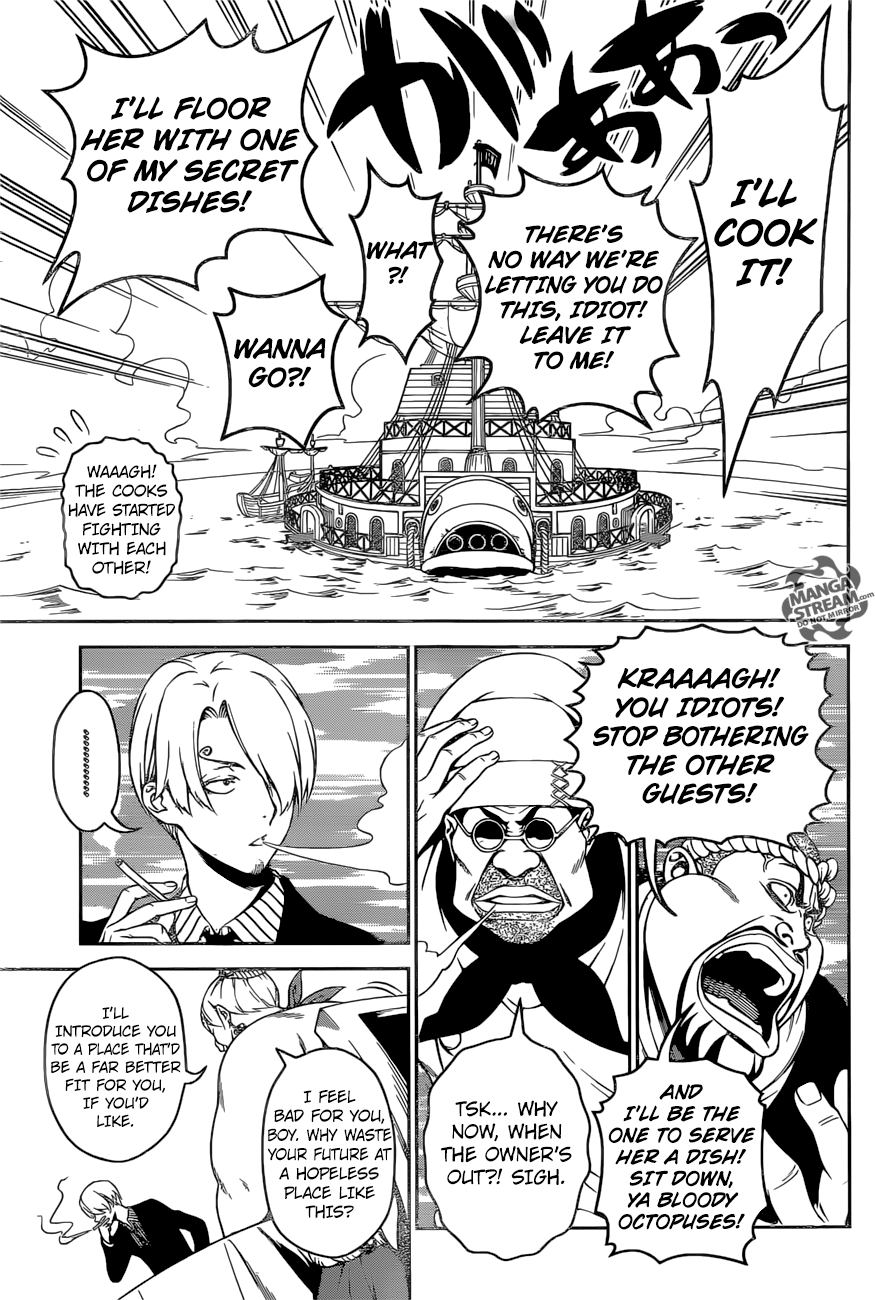 がああっ
I'LL
COOK
IT!
THERE'S
NO WAY WE'RE
LETTING YOU DO
THIS, IDIOT!
LEAVE IT
TO ME!
WHAT
?!
I'LL FLOOR
HER WITH ONE
OF MY SECRET
DISHES!
WANNA
GO?!
WAAAGH!
THE COOKS
HAVE STARTED
FIGHTING
WITH EACH
OTHER!
MANGA
STREAM.com
DO NOT MIRROR
KRAAAAGH!
YOU IDIOTS!
STOP BOTHERING
THE OTHER
GUESTS!
AND
I'LL BE THE
ONE TO SERVE
HER A DISH!
SIT DOWN,
YA BLOODY
OCTOPUSES!
TSK... WHY
NOW, WHEN
THE OWNER'S
OUT?! SIGH.
.............
I FEEL
BAD FOR YOU,
BOY. WHY WASTE
YOUR FUTURE AT
A HOPELESS
PLACE LIKE
THIS?
I'LL
INTRODUCE YOU
TO A PLACE THAT'D
BE A FAR BETTER
FIT FOR YOU,
IF YOU'D
LIKE.